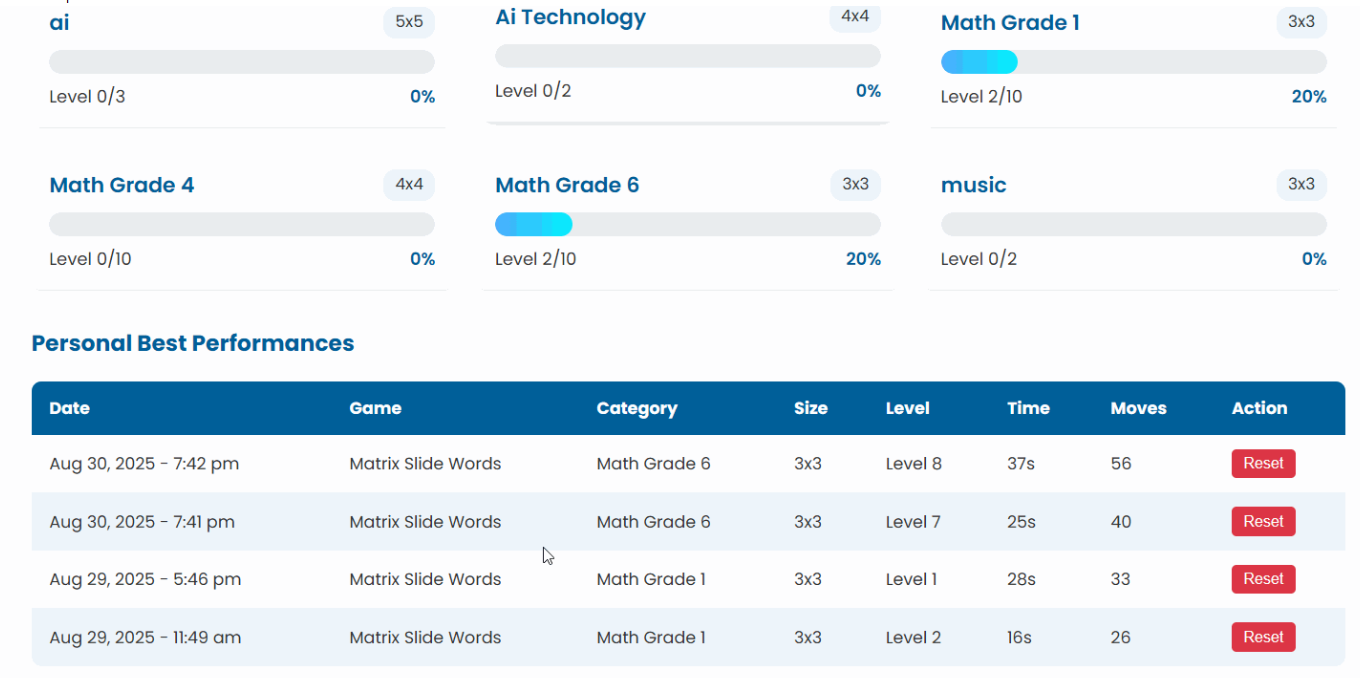 ai 5x5 Ai Technology 4x4 Math Grade 1 3x3
Level 0/3 0% Level 0/2 0% Level 2/10 20%
Math Grade 4 4x4 Math Grade 6 3x3 music 3x3
Level 0/10 0% Level 2/10 20% Level 0/2 0%
Personal Best Performances
Date Game Category Size Level Time Moves Action
Aug 30, 2025 - 7:42 pm Matrix Slide Words Math Grade 6 3x3 Level 8 37s 56 Reset
Aug 30, 2025 - 7:41 pm Matrix Slide Words Math Grade 6 3x3 Level 7 25s 40 Reset
Aug 29, 2025 - 5:46 pm Matrix Slide Words Math Grade 1 3x3 Level 1 28s 33 Reset
Aug 29, 2025 - 11:49 am Matrix Slide Words Math Grade 1 3x3 Level 2 16s 26 Reset